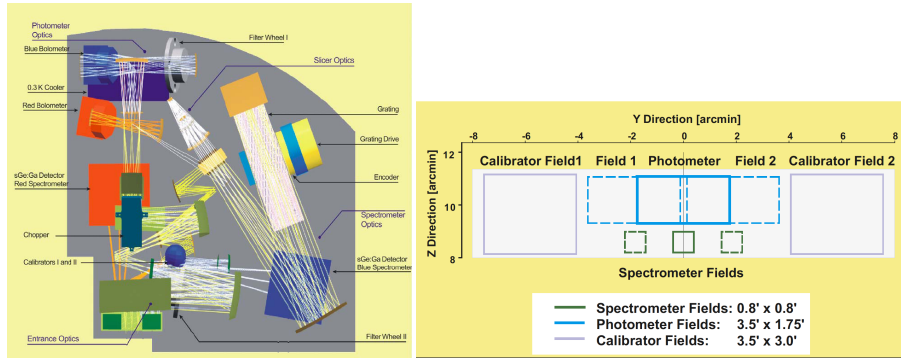 Photometer
Optics
Filter Wheel I
Blue Bolometer
Slicer Optics
0.3 K Cooler
Red Bolometer
Grating
Grating Drive
sGe:Ga Detector
Red Spectrometer
Encoder
Spectrometer
Optics
Chopper
Calibrators I and II
sGe:Ga Detector
Blue Spectrometer
Entrance Optics
Filter Wheel II
Y Direction [arcmin]
-8 -4 -2 0 2 4 8
Z Direction [arcmin]
12
10
8
Calibrator Field1 Field 1 Photometer Field 2 Calibrator Field 2
Spectrometer Fields
Spectrometer Fields: 0.8' x 0.8'
Photometer Fields: 3.5' x 1.75'
Calibrator Fields: 3.5' x 3.0'